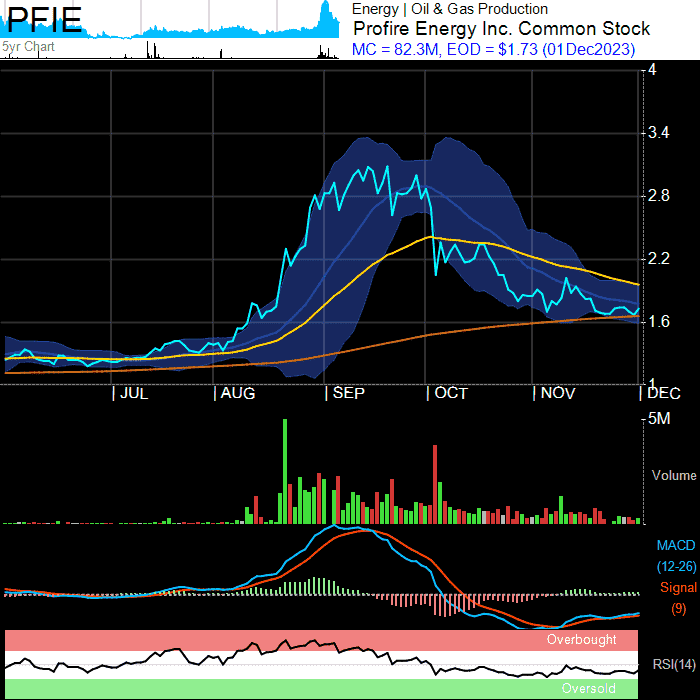 PFIE
5yr Chart
Energy | Oil & Gas Production
Profire Energy Inc. Common Stock
MC = 82.3M, EOD = $1.73 (01Dec2023)
4
3.4
2.8
2.2
1.6
1
JUL
AUG
SEP
OCT
NOV
DEC
5M
Volume
MACD
(12-26)
Signal
(9)
Overbought
RSI(14)
Oversold